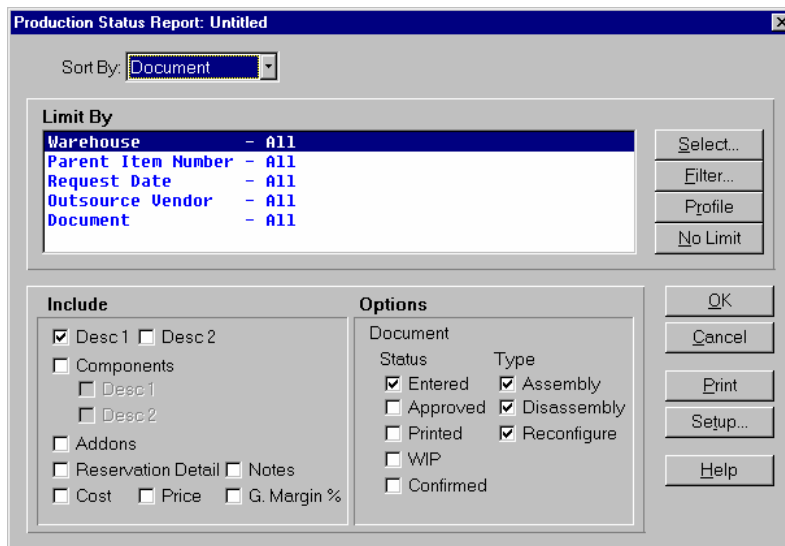 Production Status Report: Untitled
Sort By: Document
Limit By
Warehouse - All
Parent Item Number - All
Request Date - All
Outsource Vendor - All
Document - All
Select...
Filter...
Profile
No Limit
Include
Desc 1 Desc 2
Components
Desc 1
Desc 2
Addons
Reservation Detail Notes
Cost Price G. Margin %
Options
Document
Status Type
Entered Assembly
Approved Disassembly
Printed Reconfigure
WIP
Confirmed
OK
Cancel
Print
Setup...
Help